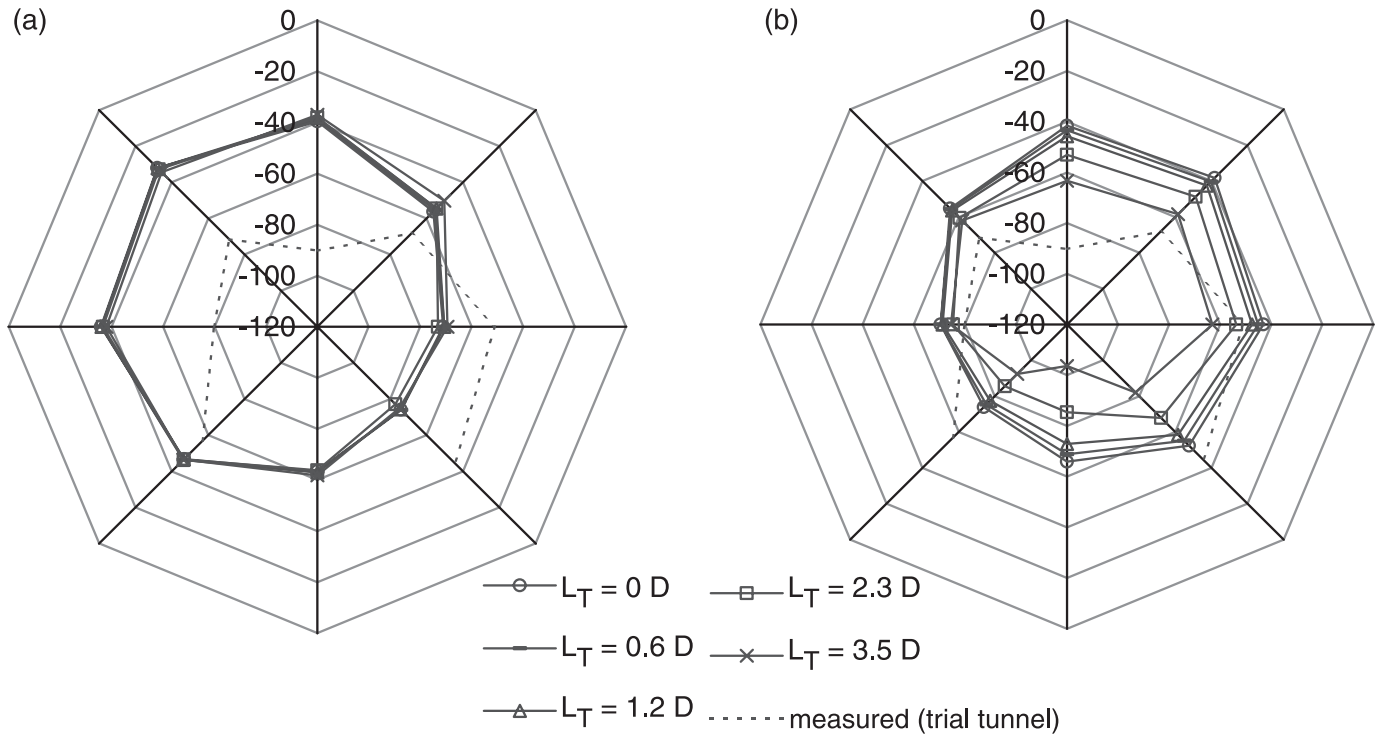 (a)
0
-20
-40
-60
-80
-100
-120
(b)
0
-20
-40
-60
-80
-100
-120
L_T = 0 D
L_T = 2.3 D
L_T = 0.6 D
L_T = 3.5 D
L_T = 1.2 D
measured (trial tunnel)